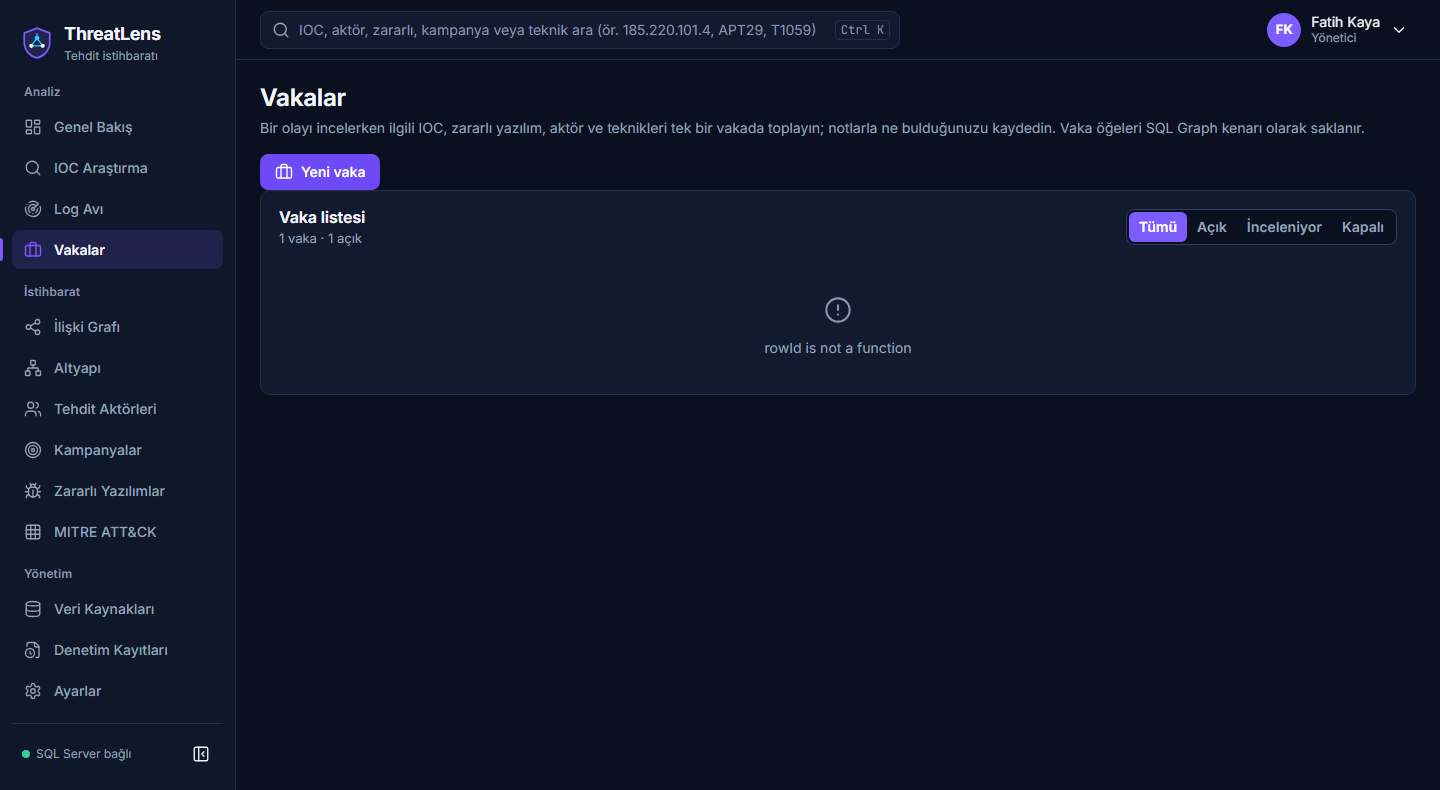 ThreatLens
Tehdit istihbaratı
Analiz
Genel Bakış
IOC Araştırma
Log Avı
Vakalar
İstihbarat
İlişki Grafı
Altyapı
Tehdit Aktörleri
Kampanyalar
Zararlı Yazılımlar
MITRE ATT&CK
Yönetim
Veri Kaynakları
Denetim Kayıtları
Ayarlar
SQL Server bağlı
IOC, aktör, zararlı, kampanya veya teknik ara (ör. 185.220.101.4, APT29, T1059) Ctrl K
FK Fatih Kaya
Yönetici
Vakalar
Bir olayı incelerken ilgili IOC, zararlı yazılım, aktör ve teknikleri tek bir vakada toplayın; notlarla ne bulduğunuzu kaydedin. Vaka öğeleri SQL Graph kenarı olarak saklanır.
Yeni vaka
Vaka listesi
1 vaka · 1 açık
Tümü Açık İnceleniyor Kapalı
rowId is not a function